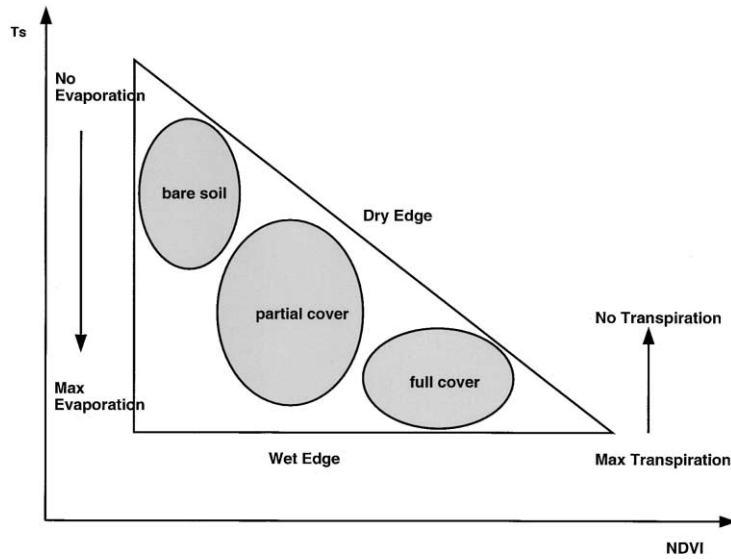 Ts
No
Evaporation
bare soil
Dry Edge
partial cover
No Transpiration
full cover
Max
Evaporation
Wet Edge
Max Transpiration
NDVI